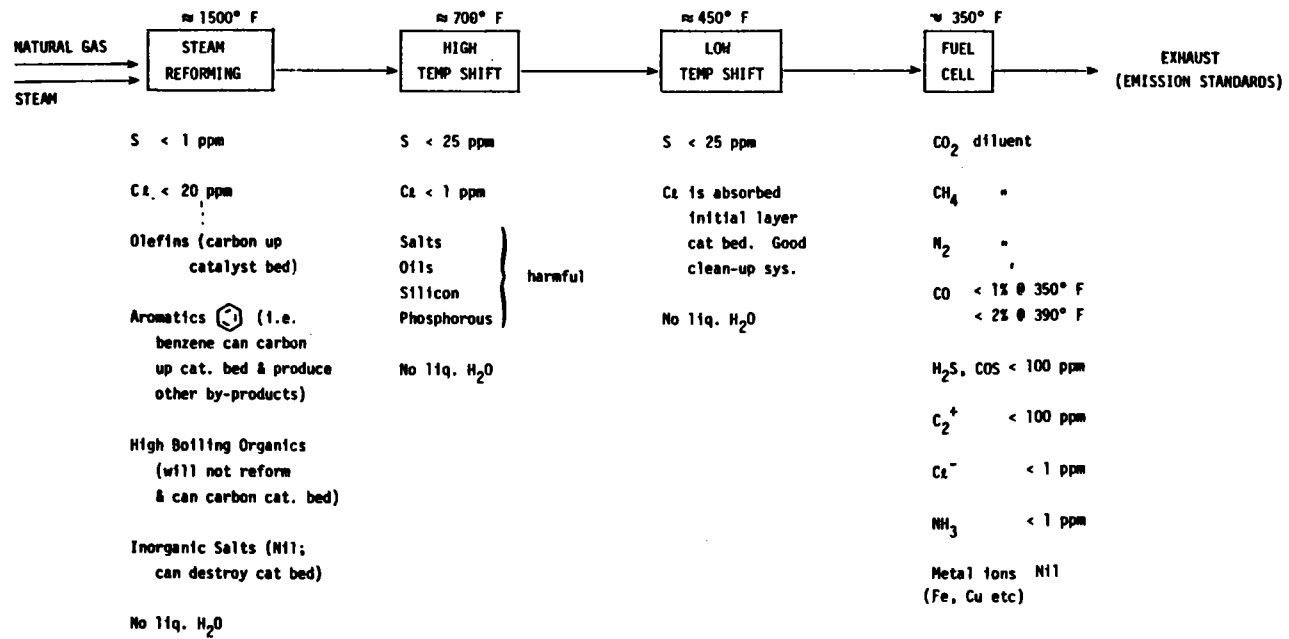 ≈ 1500° F
≈ 700° F
≈ 450° F
≈ 350° F
NATURAL GAS
STEAM
STEAM
REFORMING
HIGH
TEMP SHIFT
LOW
TEMP SHIFT
FUEL
CELL
EXHAUST
(EMISSION STANDARDS)
S < 1 ppm
Cℓ < 20 ppm
Olefins (carbon up
catalyst bed)
Aromatics (i.e.
benzene can carbon
up cat. bed & produce
other by-products)
High Boiling Organics
(will not reform
& can carbon cat. bed)
Inorganic Salts (Nil;
can destroy cat bed)
No liq. H₂O
S < 25 ppm
Cℓ < 1 ppm
Salts
Oils
Silicon
Phosphorous
harmful
No liq. H₂O
S < 25 ppm
Cℓ is absorbed
initial layer
cat bed. Good
clean-up sys.
No liq. H₂O
CO₂ diluent
CH₄ "
N₂ "
CO < 1% @ 350° F
< 2% @ 390° F
H₂S, COS < 100 ppm
C₂⁺ < 100 ppm
Cℓ⁻ < 1 ppm
NH₃ < 1 ppm
Metal ions Nil
(Fe, Cu etc)